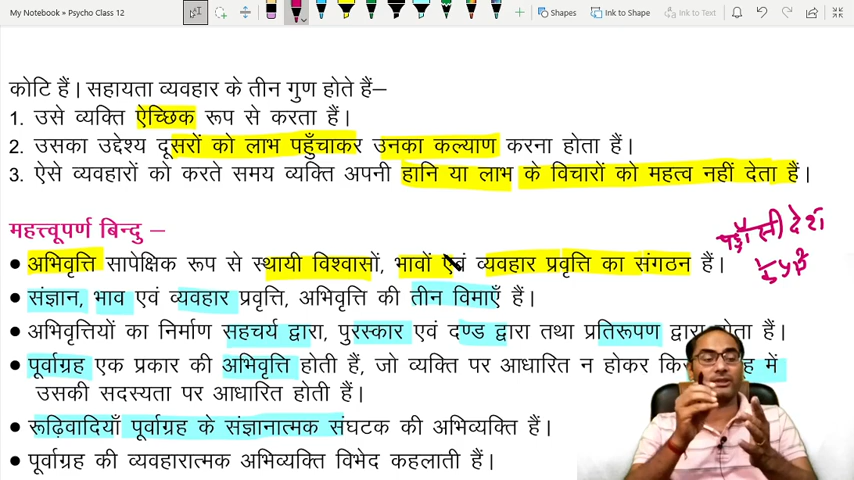 My Notebook » Psycho Class 12
Shapes
Ink to Shape
Ink to Text
कोटि हैं। सहायता व्यवहार के तीन गुण होते हैं—
1. उसे व्यक्ति ऐच्छिक रूप से करता हैं।
2. उसका उद्देश्य दूसरों को लाभ पहुँचाकर उनका कल्याण करना होता हैं।
3. ऐसे व्यवहारों को करते समय व्यक्ति अपनी हानि या लाभ के विचारों को महत्व नहीं देता हैं।
महत्त्वपूर्ण बिन्दु –
पड़ौसी देश
• अभिवृत्ति सापेक्षिक रूप से स्थायी विश्वासों, भावों एवं व्यवहार प्रवृत्ति का संगठन हैं।
• संज्ञान, भाव एवं व्यवहार प्रवृत्ति, अभिवृत्ति की तीन विमाएँ हैं।
• अभिवृत्तियों का निर्माण सहचर्य द्वारा, पुरस्कार एवं दण्ड द्वारा तथा प्रतिरूपण द्वारा होता हैं।
• पूर्वाग्रह एक प्रकार की अभिवृत्ति होती हैं, जो व्यक्ति पर आधारित न होकर में
उसकी सदस्यता पर आधारित होती हैं।
• रूढ़िवादियाँ पूर्वाग्रह के संज्ञानात्मक संघटक की अभिव्यक्ति हैं।
• पूर्वाग्रह की व्यवहारात्मक अभिव्यक्ति विभेद कहलाती हैं।